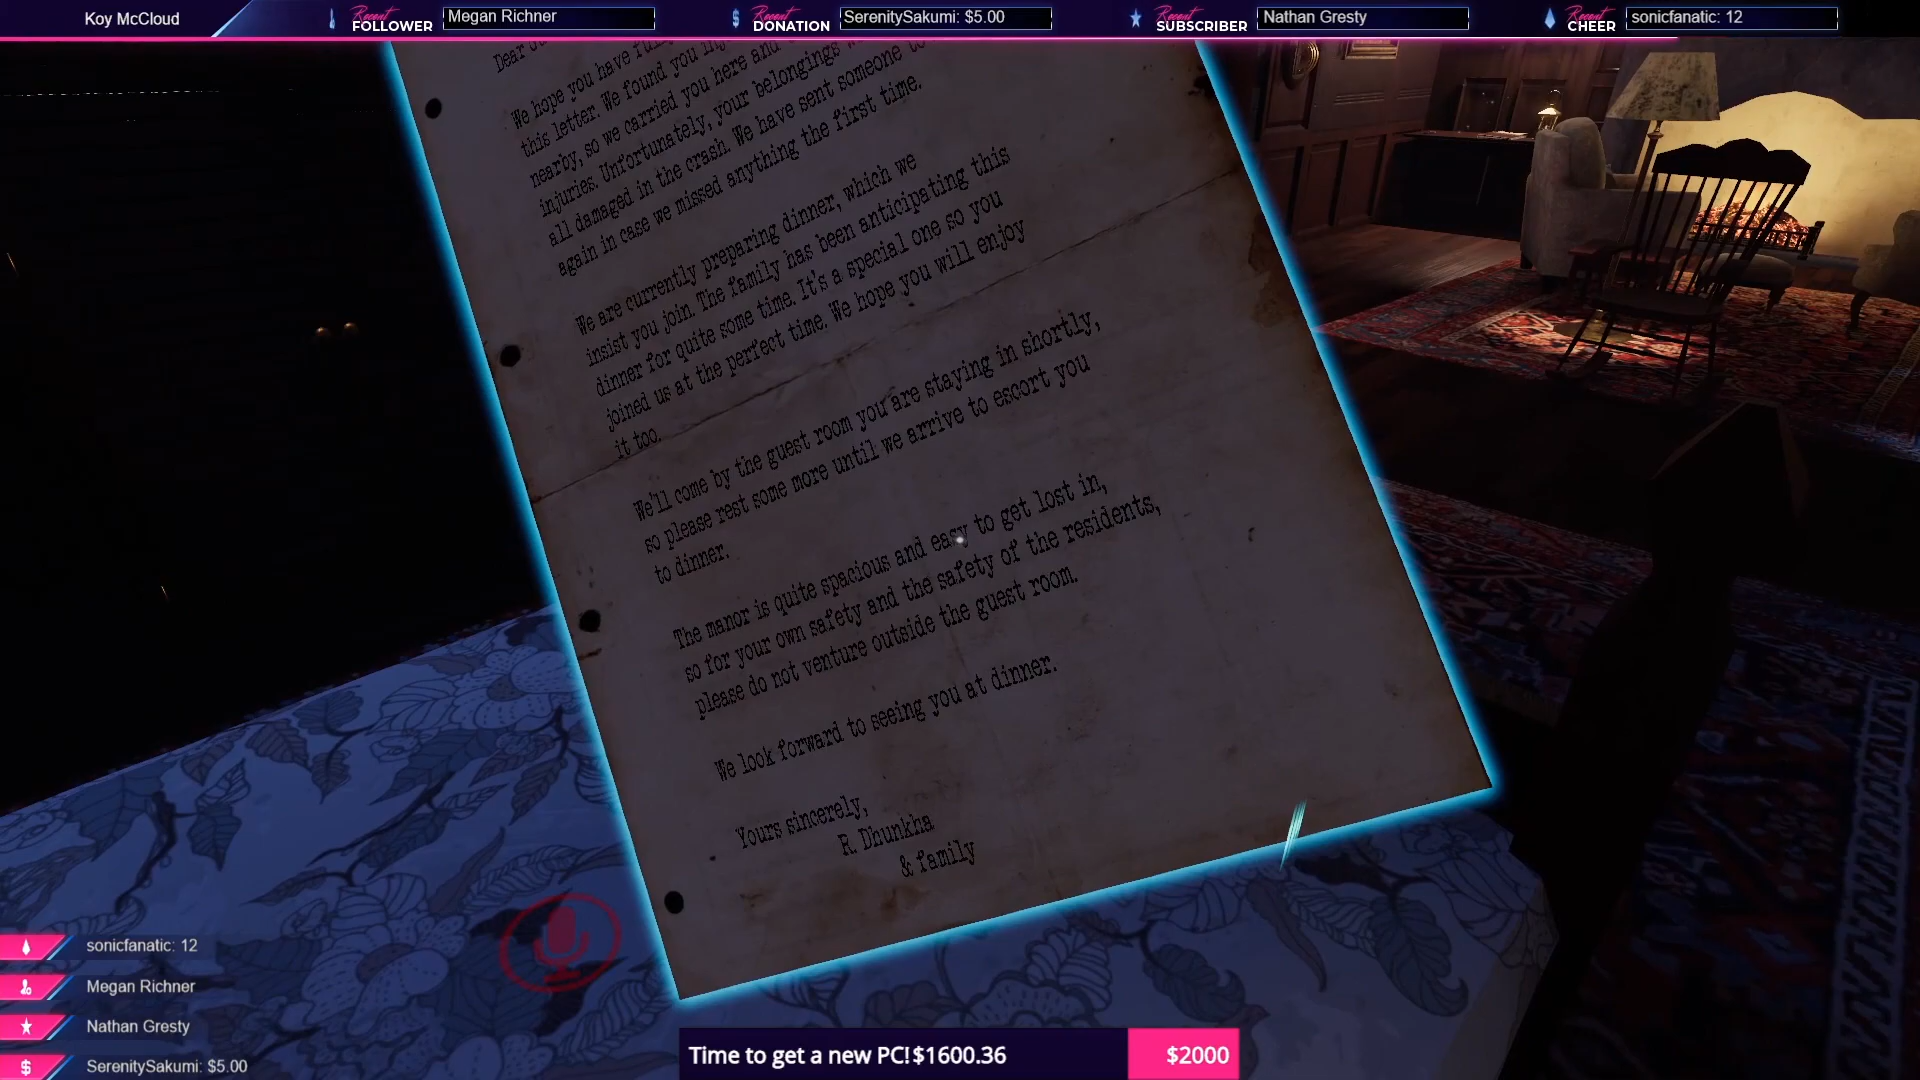 Koy McCloud
Recent
FOLLOWER
Megan Richner
Recent
DONATION
SerenitySakumi: $5.00
Recent
SUBSCRIBER
Nathan Gresty
Recent
CHEER
sonicfanatic: 12
Dear
We hope you have
this letter. We found you
nearby, so we carried you here and
injuries. Unfortunately, your belongings
all damaged in the crash. We have sent someone to
again in case we missed anything the first time.
We are currently preparing dinner, which we
insist you join. The family has been anticipating this
dinner for quite some time. It's a special one so you
joined us at the perfect time. We hope you will enjoy
it too.
We'll come by the guest room you are staying in shortly,
so please rest some more until we arrive to escort you
to dinner.
The manor is quite spacious and easy to get lost in,
so for your own safety and the safety of the residents,
please do not venture outside the guest room.
We look forward to seeing you at dinner.
Yours sincerely,
R. Dhunkha
& family
sonicfanatic: 12
Megan Richner
Nathan Gresty
SerenitySakumi: $5.00
Time to get a new PC! $1600.36
$2000